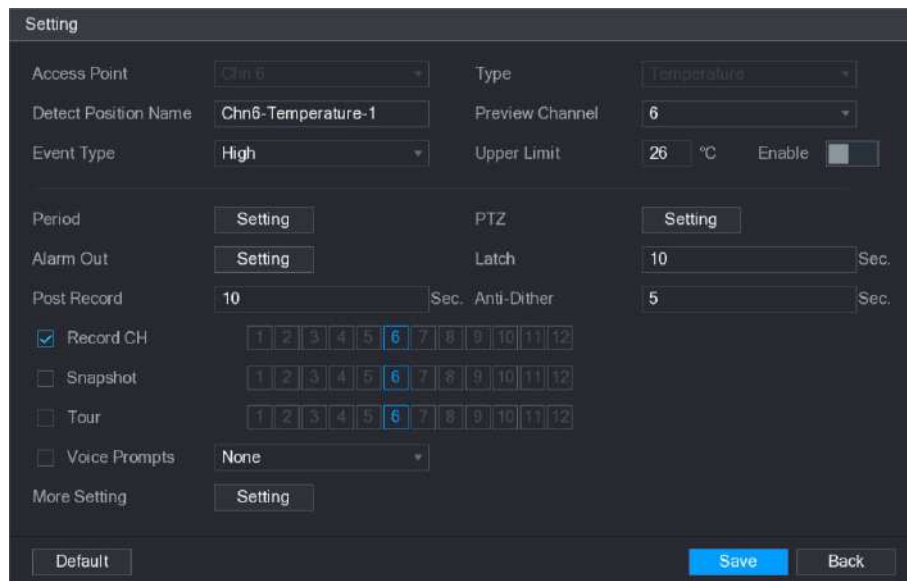 Setting
Access Point Chn 6 Type Temperature
Detect Position Name Chn6-Temperature-1 Preview Channel 6
Event Type High Upper Limit 26 °C Enable
Period Setting PTZ Setting
Alarm Out Setting Latch 10 Sec.
Post Record 10 Sec. Anti-Dither 5 Sec.
Record CH 1 2 3 4 5 6 7 8 9 10 11 12
Snapshot 1 2 3 4 5 6 7 8 9 10 11 12
Tour 1 2 3 4 5 6 7 8 9 10 11 12
Voice Prompts None
More Setting Setting
Default Save Back